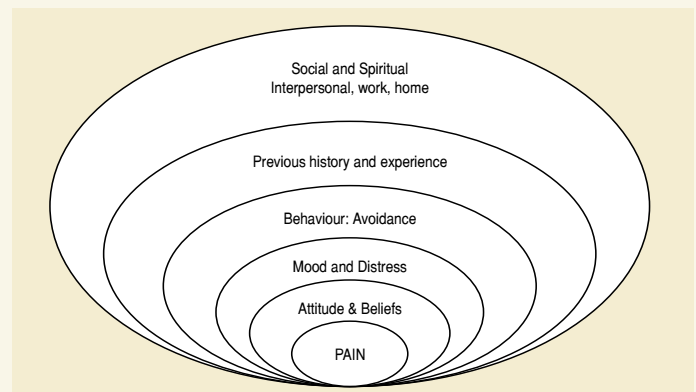 Social and Spiritual
Interpersonal, work, home
Previous history and experience
Behaviour: Avoidance
Mood and Distress
Attitude & Beliefs
PAIN